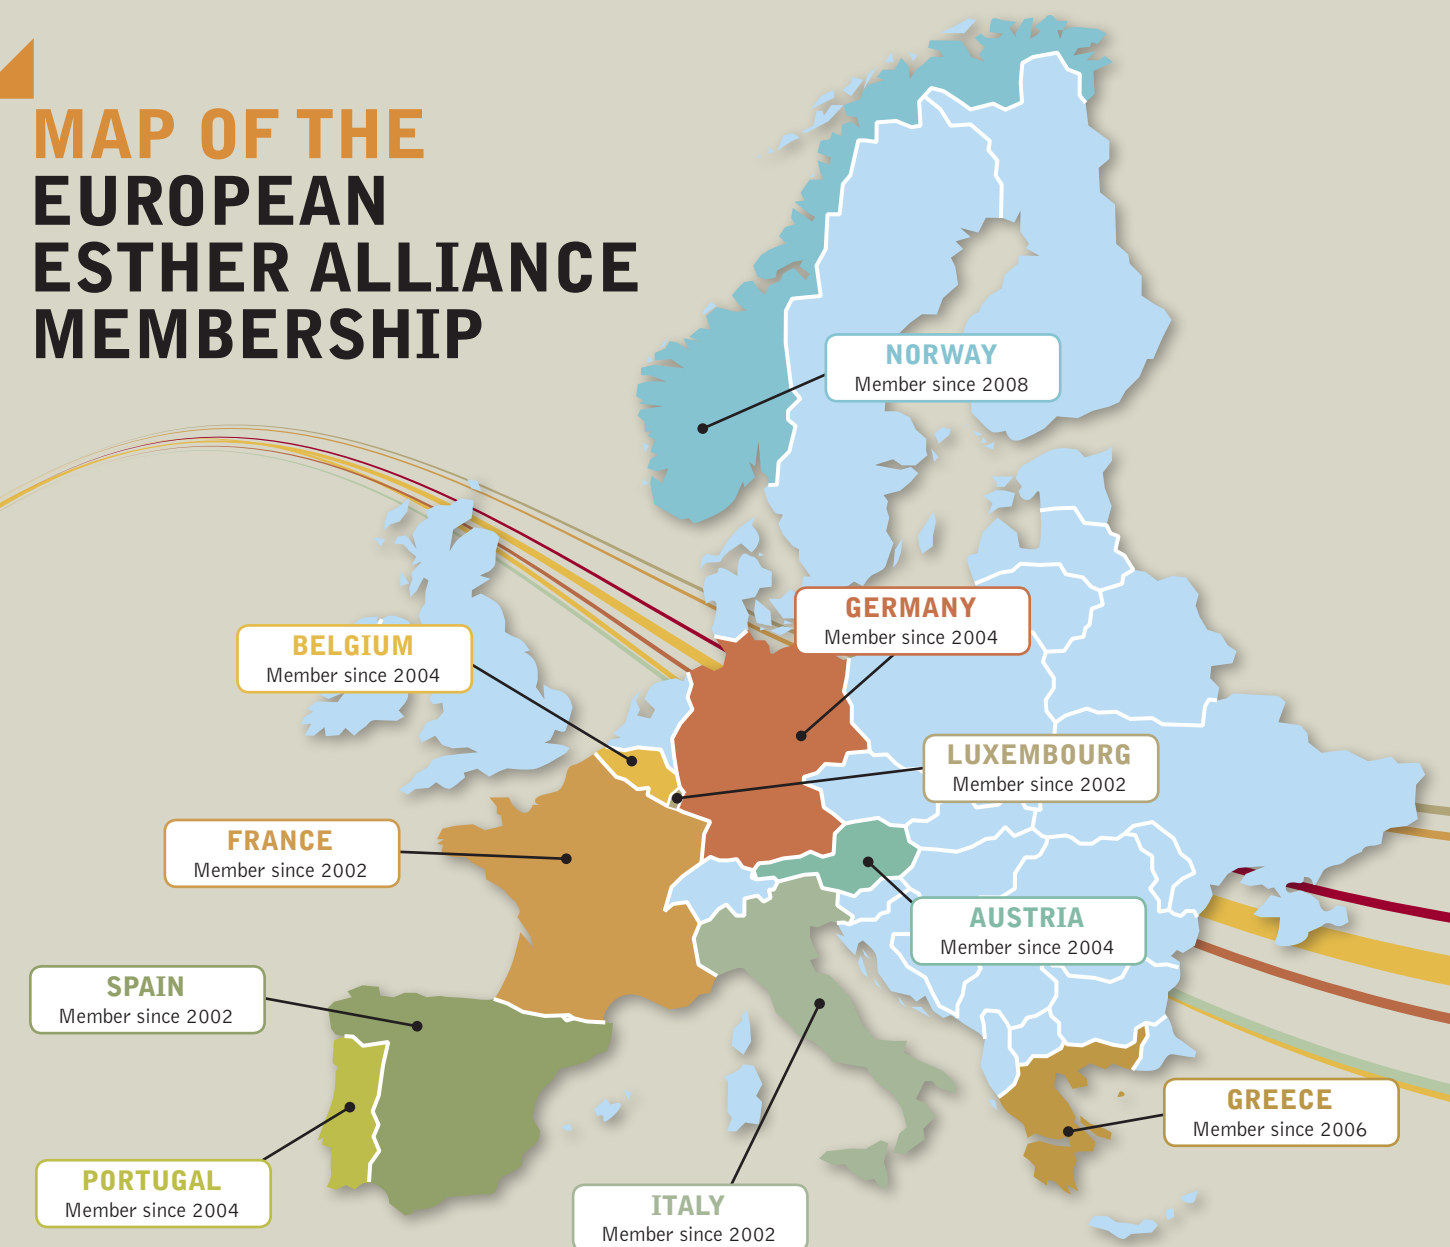 MAP OF THE
EUROPEAN
ESTHER ALLIANCE
MEMBERSHIP
NORWAY
Member since 2008
GERMANY
Member since 2004
BELGIUM
Member since 2004
LUXEMBOURG
Member since 2002
FRANCE
Member since 2002
AUSTRIA
Member since 2004
SPAIN
Member since 2002
GREECE
Member since 2006
PORTUGAL
Member since 2004
ITALY
Member since 2002